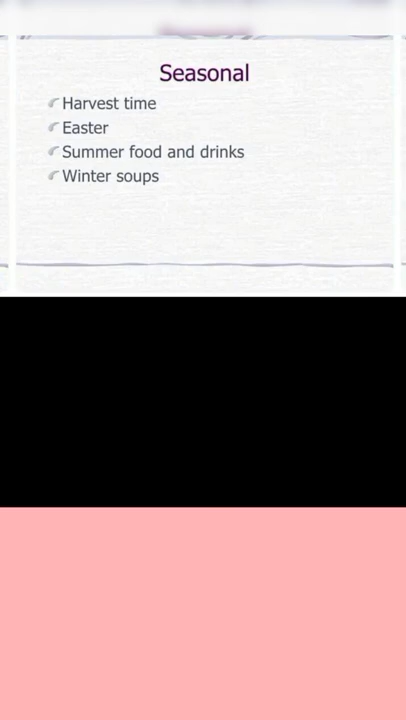 Seasonal
Harvest time
Easter
Summer food and drinks
Winter soups